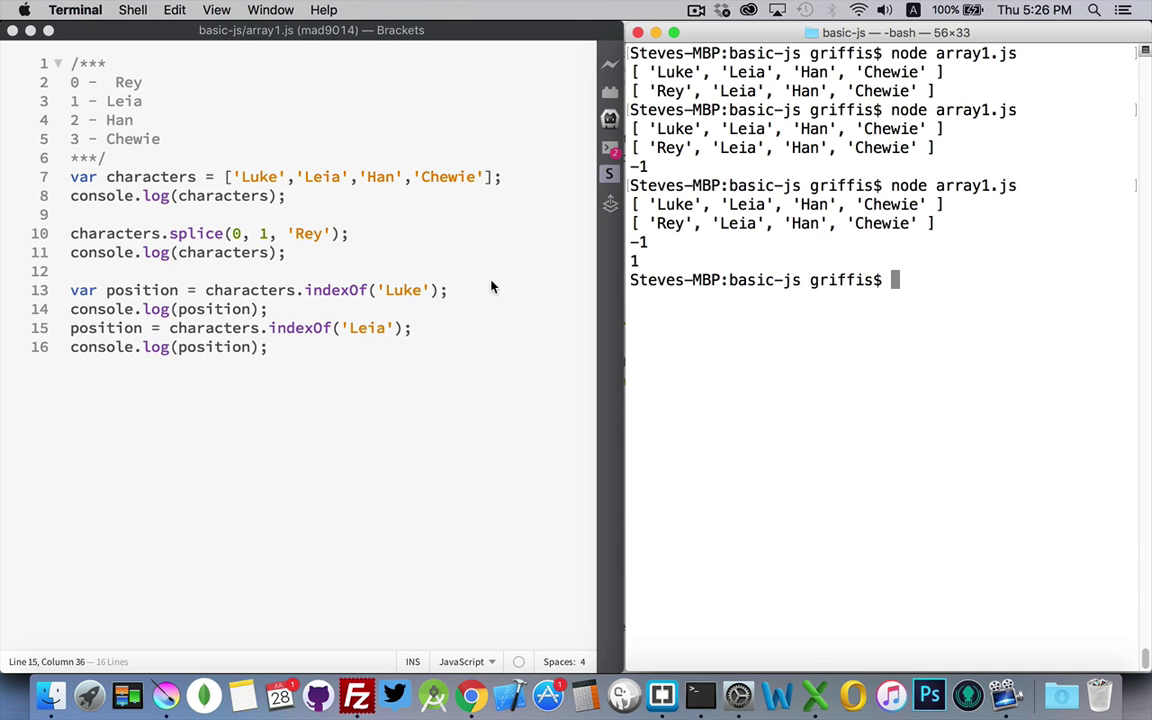 Terminal Shell Edit View Window Help 100% Thu 5:26 PM
basic-js/array1.js (mad9014) — Brackets
1 /***
2 0 -  Rey
3 1 - Leia
4 2 - Han
5 3 - Chewie
6 ***/
7 var characters = ['Luke','Leia','Han','Chewie'];
8 console.log(characters);
9
10 characters.splice(0, 1, 'Rey');
11 console.log(characters);
12
13 var position = characters.indexOf('Luke');
14 console.log(position);
15 position = characters.indexOf('Leia');
16 console.log(position);
Line 15, Column 36 — 16 Lines
INS JavaScript Spaces: 4
basic-js — -bash — 56×33
Steves-MBP:basic-js griffis$ node array1.js
[ 'Luke', 'Leia', 'Han', 'Chewie' ]
[ 'Rey', 'Leia', 'Han', 'Chewie' ]
Steves-MBP:basic-js griffis$ node array1.js
[ 'Luke', 'Leia', 'Han', 'Chewie' ]
[ 'Rey', 'Leia', 'Han', 'Chewie' ]
-1
Steves-MBP:basic-js griffis$ node array1.js
[ 'Luke', 'Leia', 'Han', 'Chewie' ]
[ 'Rey', 'Leia', 'Han', 'Chewie' ]
-1
1
Steves-MBP:basic-js griffis$